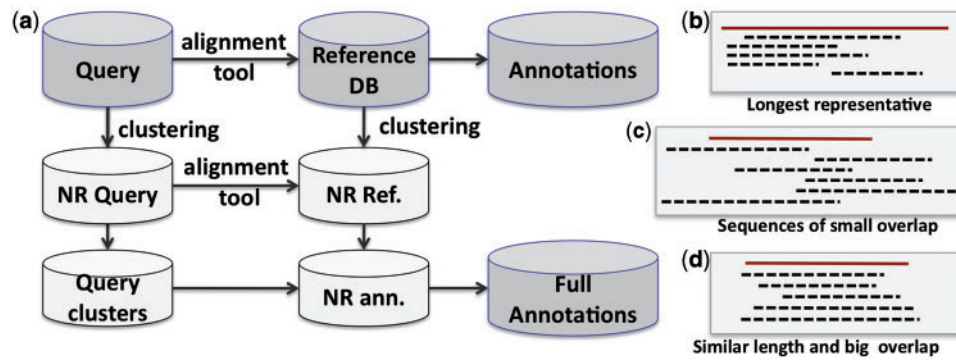 (a)
Query
alignment
tool
Reference
DB
Annotations
clustering
clustering
NR Query
alignment
tool
NR Ref.
Query
clusters
NR ann.
Full
Annotations
(b)
Longest representative
(c)
Sequences of small overlap
(d)
Similar length and big overlap